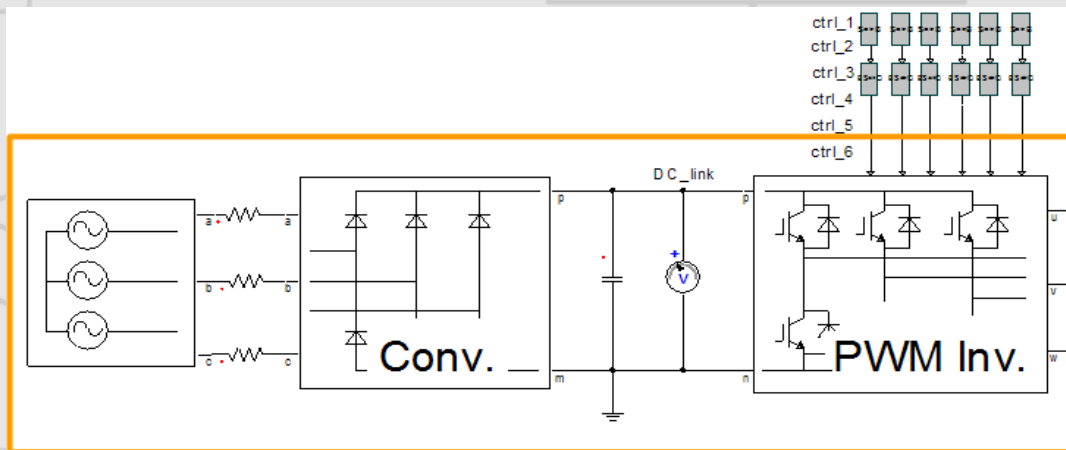 ctrl_1
ctrl_2
ctrl_3
ctrl_4
ctrl_5
ctrl_6
DC_link
a a
b b
c c
p
m
p
n
u
v
w
+
V
Conv.
PWM Inv.